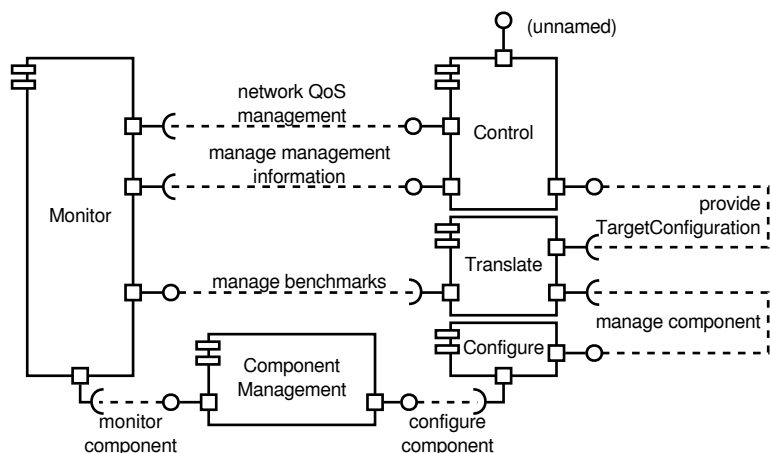 (unnamed)
network QoS
management
Control
manage management
information
Monitor
provide
TargetConfiguration
Translate
manage benchmarks
manage component
Configure
Component
Management
monitor
component
configure
component